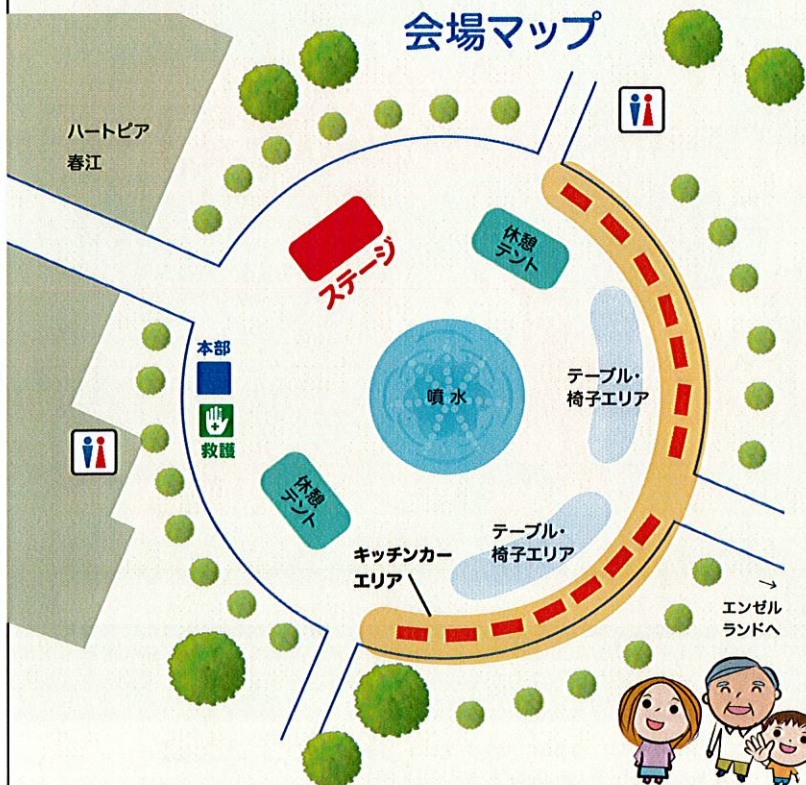 会場マップ
ハートピア
春江
ステージ
休憩
テント
本部
救護
噴水
テーブル・
椅子エリア
休憩
テント
テーブル・
椅子エリア
キッチンカー
エリア
→
エンゼル
ランドへ